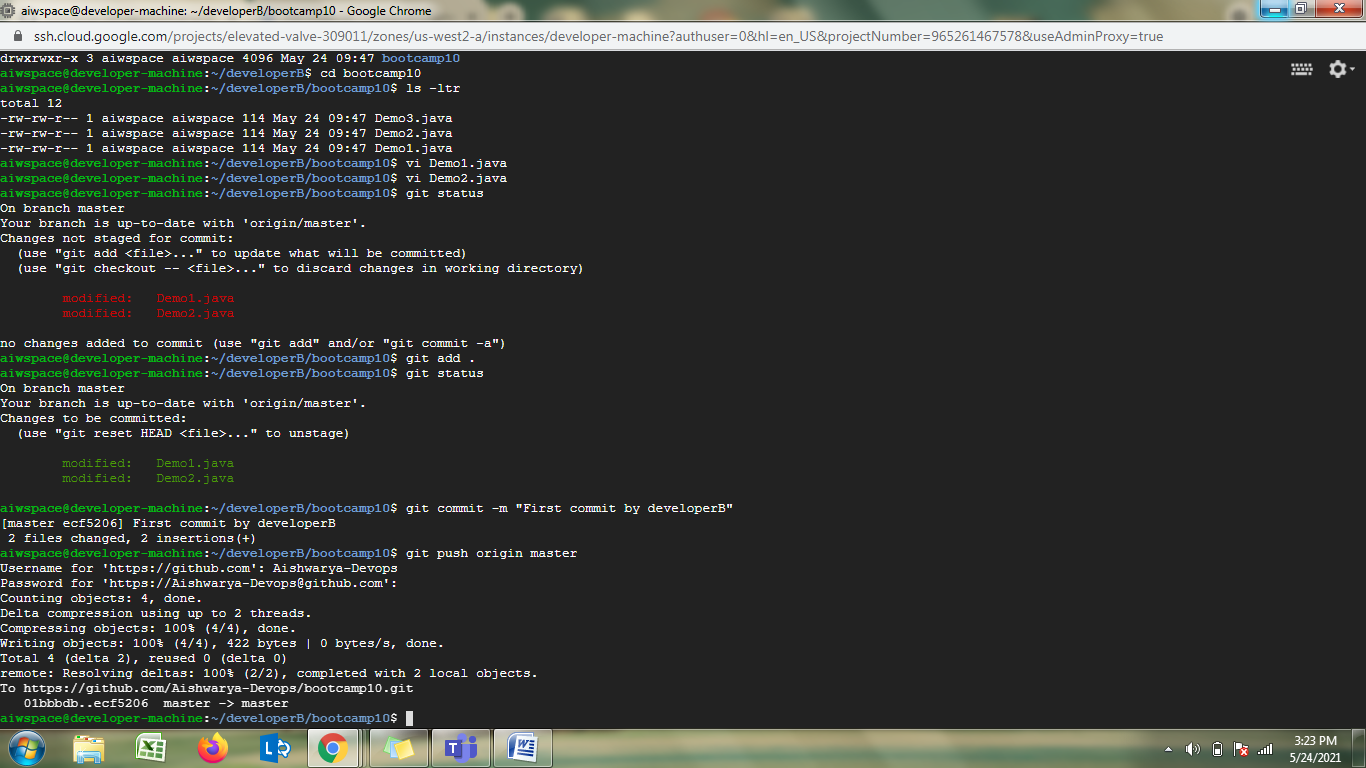 aiwspace@developer-machine: ~/developerB/bootcamp10 - Google Chrome
ssh.cloud.google.com/projects/elevated-valve-309011/zones/us-west2-a/instances/developer-machine?authuser=0&hl=en_US&projectNumber=965261467578&useAdminProxy=true
drwxrwxr-x 3 aiwspace aiwspace 4096 May 24 09:47 bootcamp10
aiwspace@developer-machine:~/developerB$ cd bootcamp10
aiwspace@developer-machine:~/developerB/bootcamp10$ ls -ltr
total 12
-rw-rw-r-- 1 aiwspace aiwspace 114 May 24 09:47 Demo3.java
-rw-rw-r-- 1 aiwspace aiwspace 114 May 24 09:47 Demo2.java
-rw-rw-r-- 1 aiwspace aiwspace 114 May 24 09:47 Demo1.java
aiwspace@developer-machine:~/developerB/bootcamp10$ vi Demo1.java
aiwspace@developer-machine:~/developerB/bootcamp10$ vi Demo2.java
aiwspace@developer-machine:~/developerB/bootcamp10$ git status
On branch master
Your branch is up-to-date with 'origin/master'.
Changes not staged for commit:
  (use "git add <file>..." to update what will be committed)
  (use "git checkout -- <file>..." to discard changes in working directory)
        modified:   Demo1.java
        modified:   Demo2.java
no changes added to commit (use "git add" and/or "git commit -a")
aiwspace@developer-machine:~/developerB/bootcamp10$ git add .
aiwspace@developer-machine:~/developerB/bootcamp10$ git status
On branch master
Your branch is up-to-date with 'origin/master'.
Changes to be committed:
  (use "git reset HEAD <file>..." to unstage)
        modified:   Demo1.java
        modified:   Demo2.java
aiwspace@developer-machine:~/developerB/bootcamp10$ git commit -m "First commit by developerB"
[master ecf5206] First commit by developerB
 2 files changed, 2 insertions(+)
aiwspace@developer-machine:~/developerB/bootcamp10$ git push origin master
Username for 'https://github.com': Aishwarya-Devops
Password for 'https://Aishwarya-Devops@github.com':
Counting objects: 4, done.
Delta compression using up to 2 threads.
Compressing objects: 100% (4/4), done.
Writing objects: 100% (4/4), 422 bytes | 0 bytes/s, done.
Total 4 (delta 2), reused 0 (delta 0)
remote: Resolving deltas: 100% (2/2), completed with 2 local objects.
To https://github.com/Aishwarya-Devops/bootcamp10.git
   01bbbdb..ecf5206  master -> master
aiwspace@developer-machine:~/developerB/bootcamp10$
3:23 PM
5/24/2021